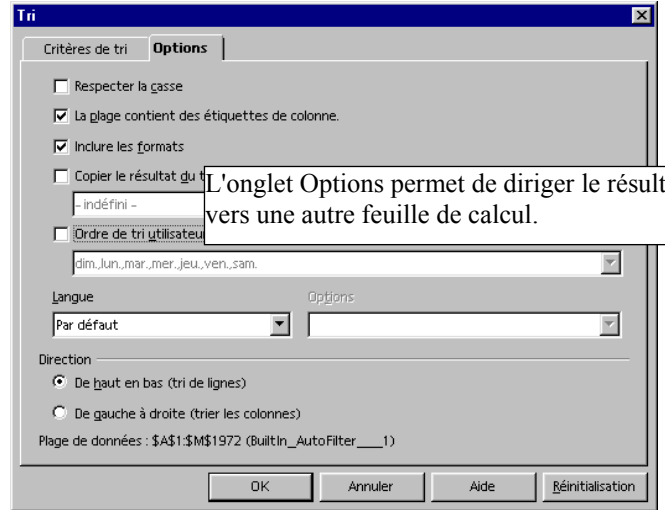 Tri
Critères de tri Options
Respecter la casse
La plage contient des étiquettes de colonne.
Inclure les formats
Copier le résultat du t
L'onglet Options permet de diriger le résult
- indéfini -
vers une autre feuille de calcul.
Ordre de tri utilisateur
dim.,lun.,mar.,mer.,jeu.,ven.,sam.
Langue Options
Par défaut
Direction
De haut en bas (tri de lignes)
De gauche à droite (trier les colonnes)
Plage de données : $A$1:$M$1972 (BuiltIn_AutoFilter____1)
OK Annuler Aide Réinitialisation